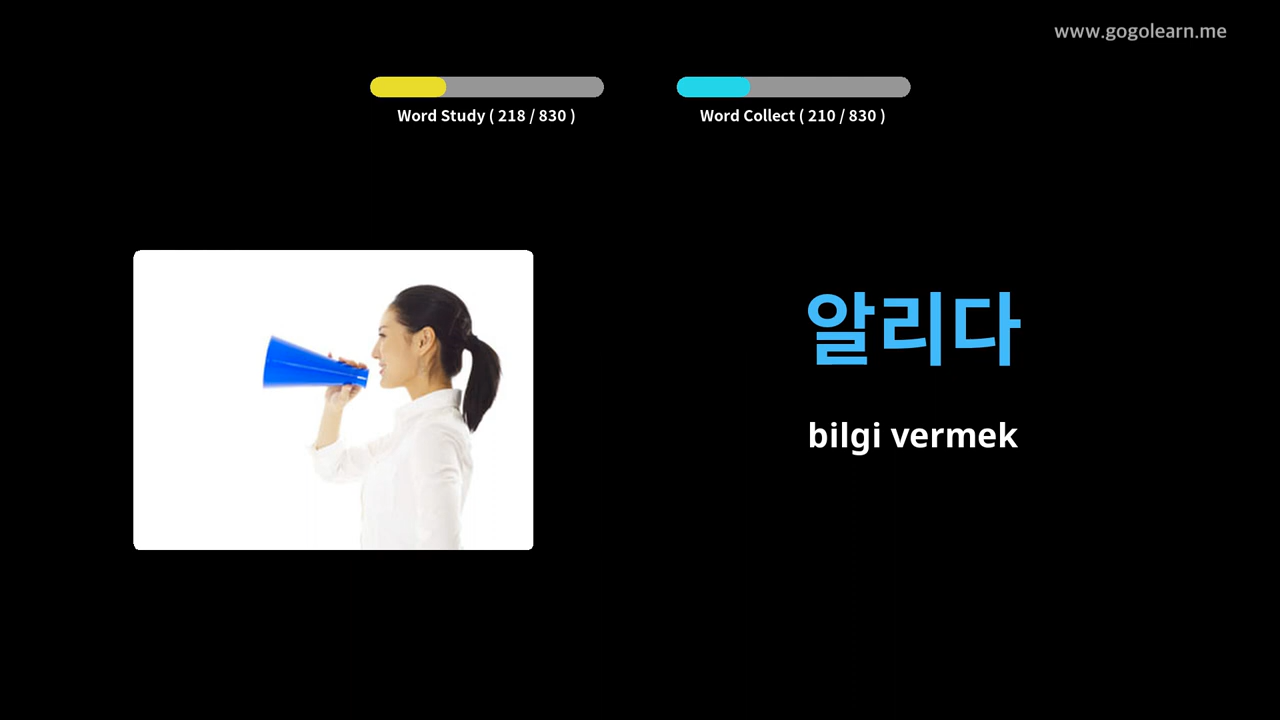 www.gogolearn.me
Word Study ( 218 / 830 )
Word Collect ( 210 / 830 )
알리다
bilgi vermek